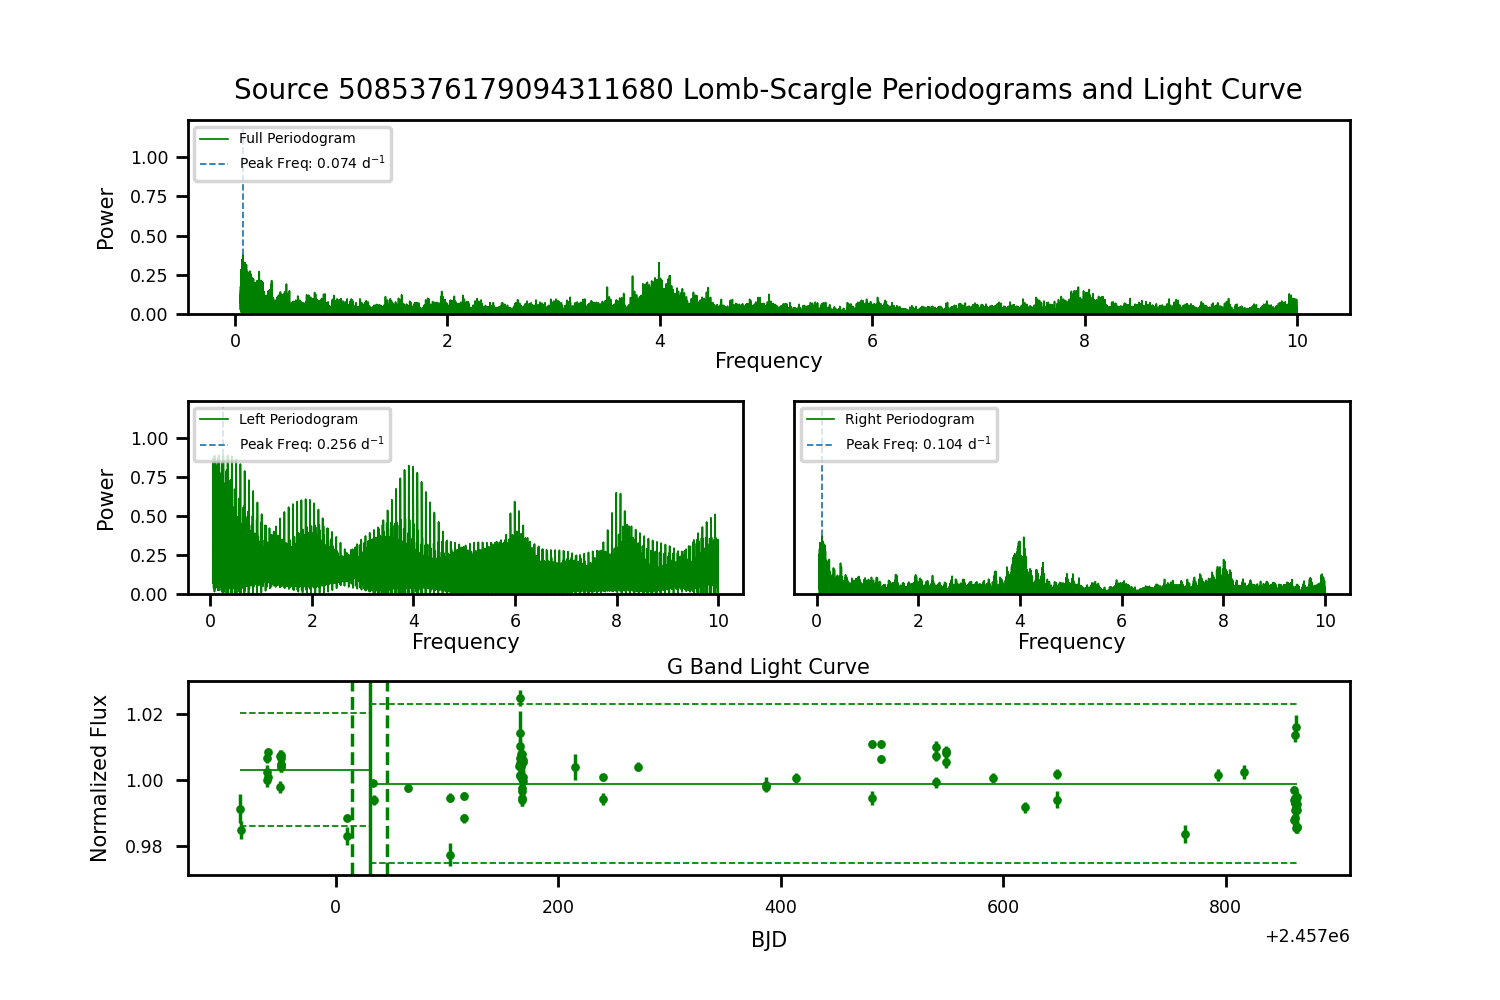 Source 5085376179094311680 Lomb-Scargle Periodograms and Light Curve
Full Periodogram
Peak Freq: 0.074 d⁻¹
Power
1.00
0.75
0.50
0.25
0.00
0 2 4 6 8 10
Frequency
Left Periodogram
Peak Freq: 0.256 d⁻¹
Power
1.00
0.75
0.50
0.25
0.00
0 2 4 6 8 10
Frequency
Right Periodogram
Peak Freq: 0.104 d⁻¹
0 2 4 6 8 10
Frequency
G Band Light Curve
Normalized Flux
1.02
1.00
0.98
0 200 400 600 800
BJD
+2.457e6